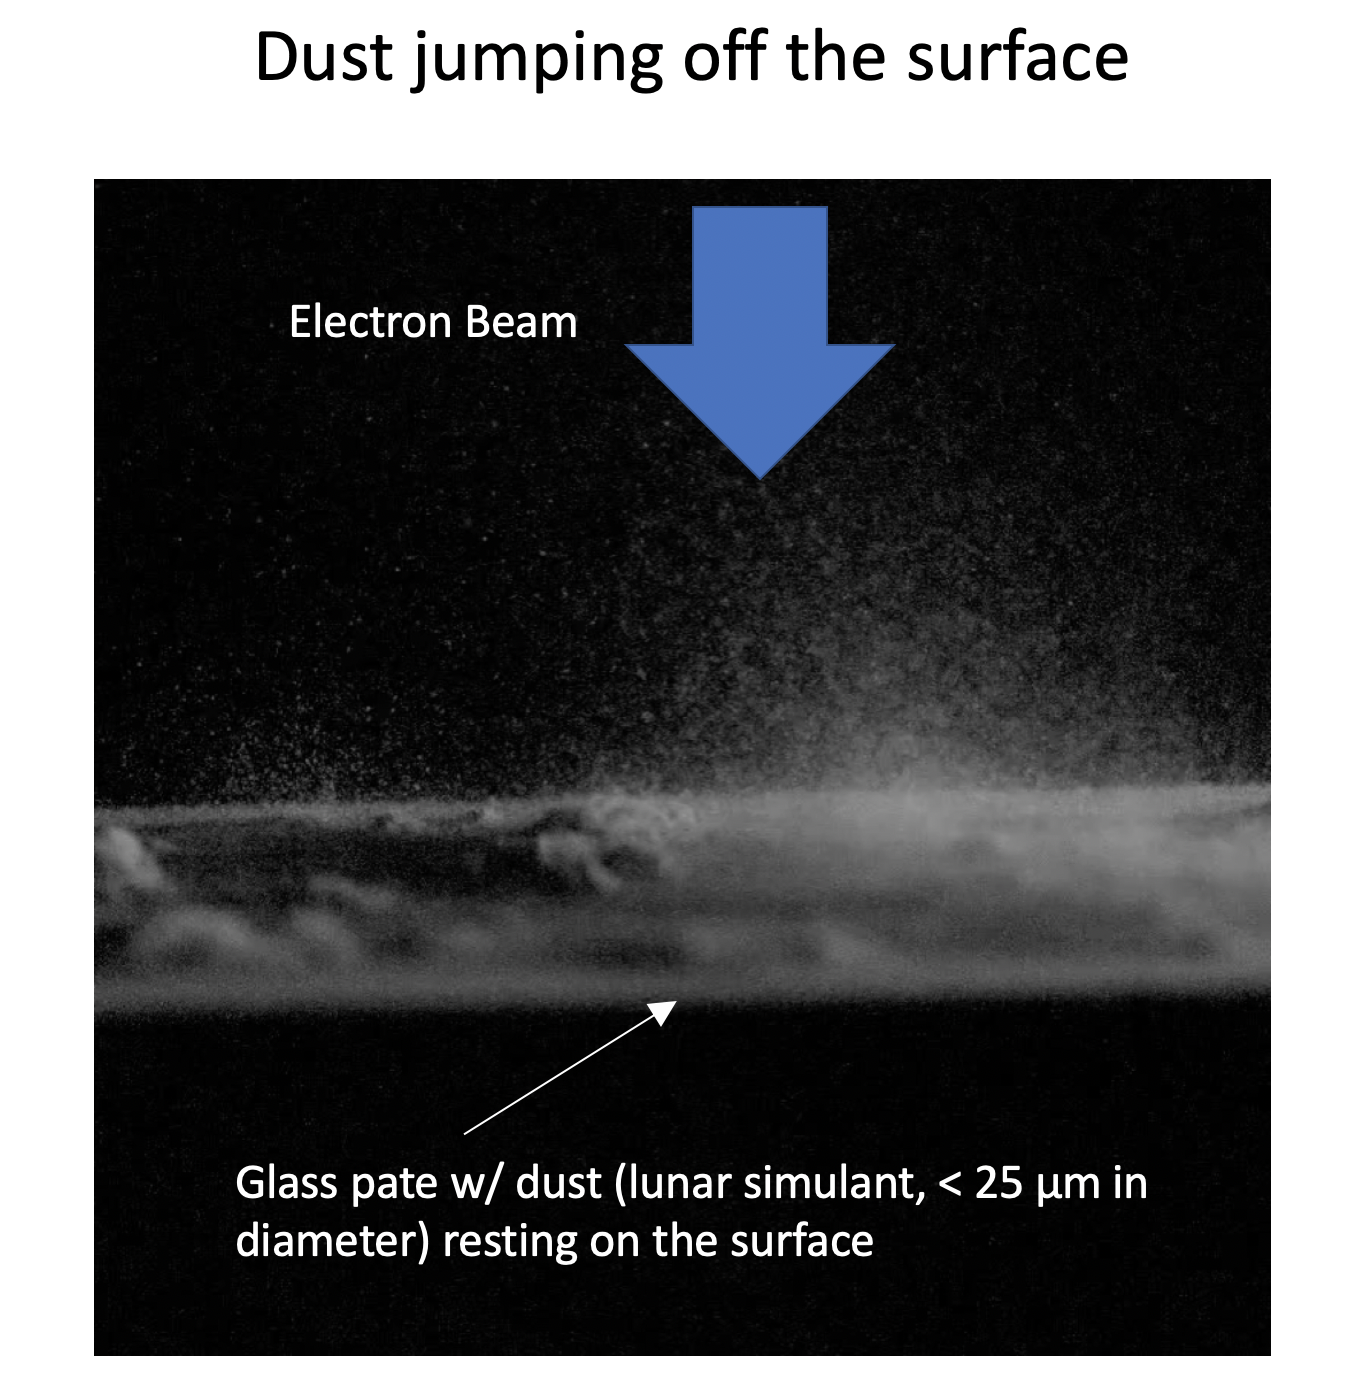 Dust jumping off the surface
Electron Beam
Glass pate w/ dust (lunar simulant, < 25 µm in
diameter) resting on the surface